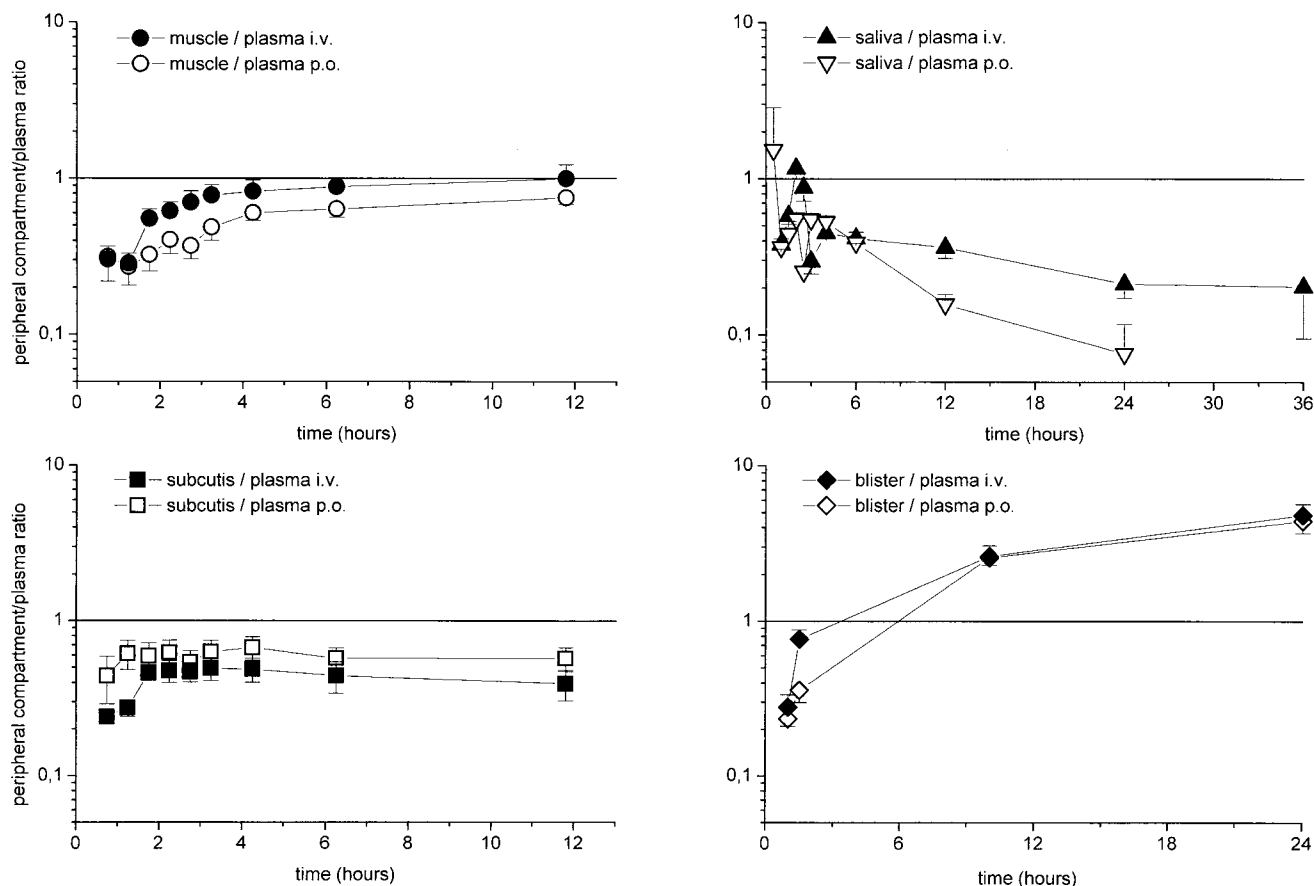 peripheral compartment/plasma ratio
10
1
0,1
muscle / plasma i.v.
muscle / plasma p.o.
0 2 4 6 8 10 12
time (hours)
10
1
0,1
saliva / plasma i.v.
saliva / plasma p.o.
0 6 12 18 24 30 36
time (hours)
peripheral compartment/plasma ratio
10
1
0,1
subcutis / plasma i.v.
subcutis / plasma p.o.
0 2 4 6 8 10 12
time (hours)
10
1
0,1
blister / plasma i.v.
blister / plasma p.o.
0 6 12 18 24
time (hours)